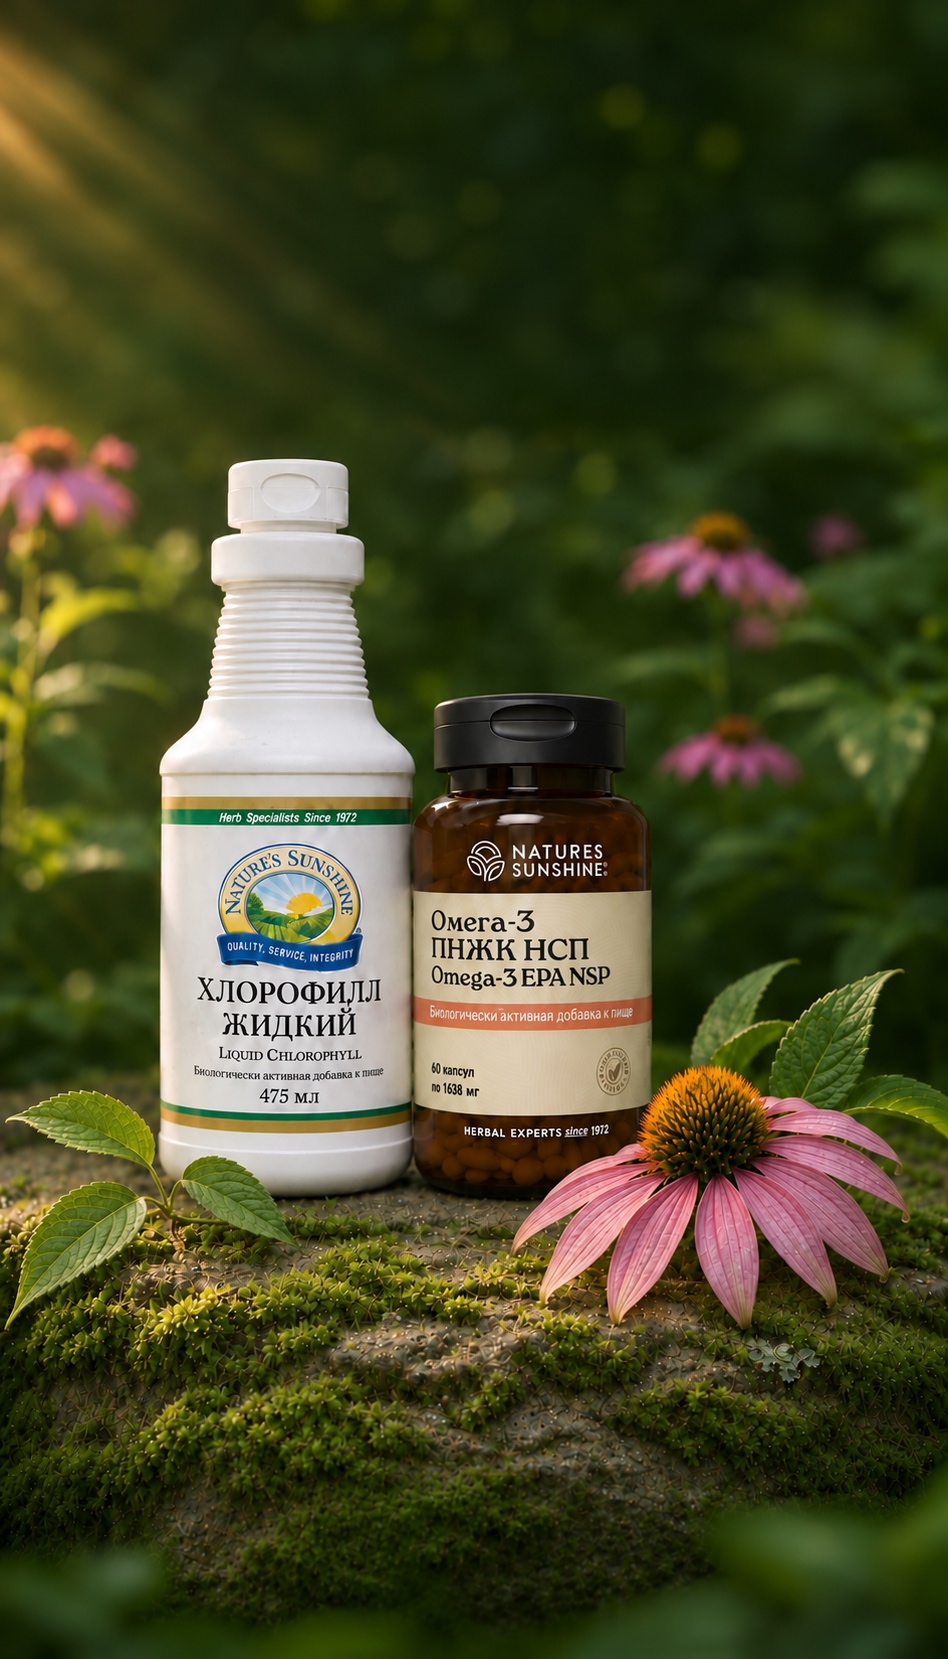 Herb Specialists Since 1972
NATURE'S SUNSHINE
QUALITY, SERVICE, INTEGRITY
ХЛОРОФИЛЛ
ЖИДКИЙ
LIQUID CHLOROPHYLL
Биологически активная добавка к пище
475 мл
NATURES
SUNSHINE®
Омега-3
ПНЖК НСП
Omega-3 EPA NSP
Биологически активная добавка к пище
60 капсул
по 1638 мг
HERBAL EXPERTS since 1972